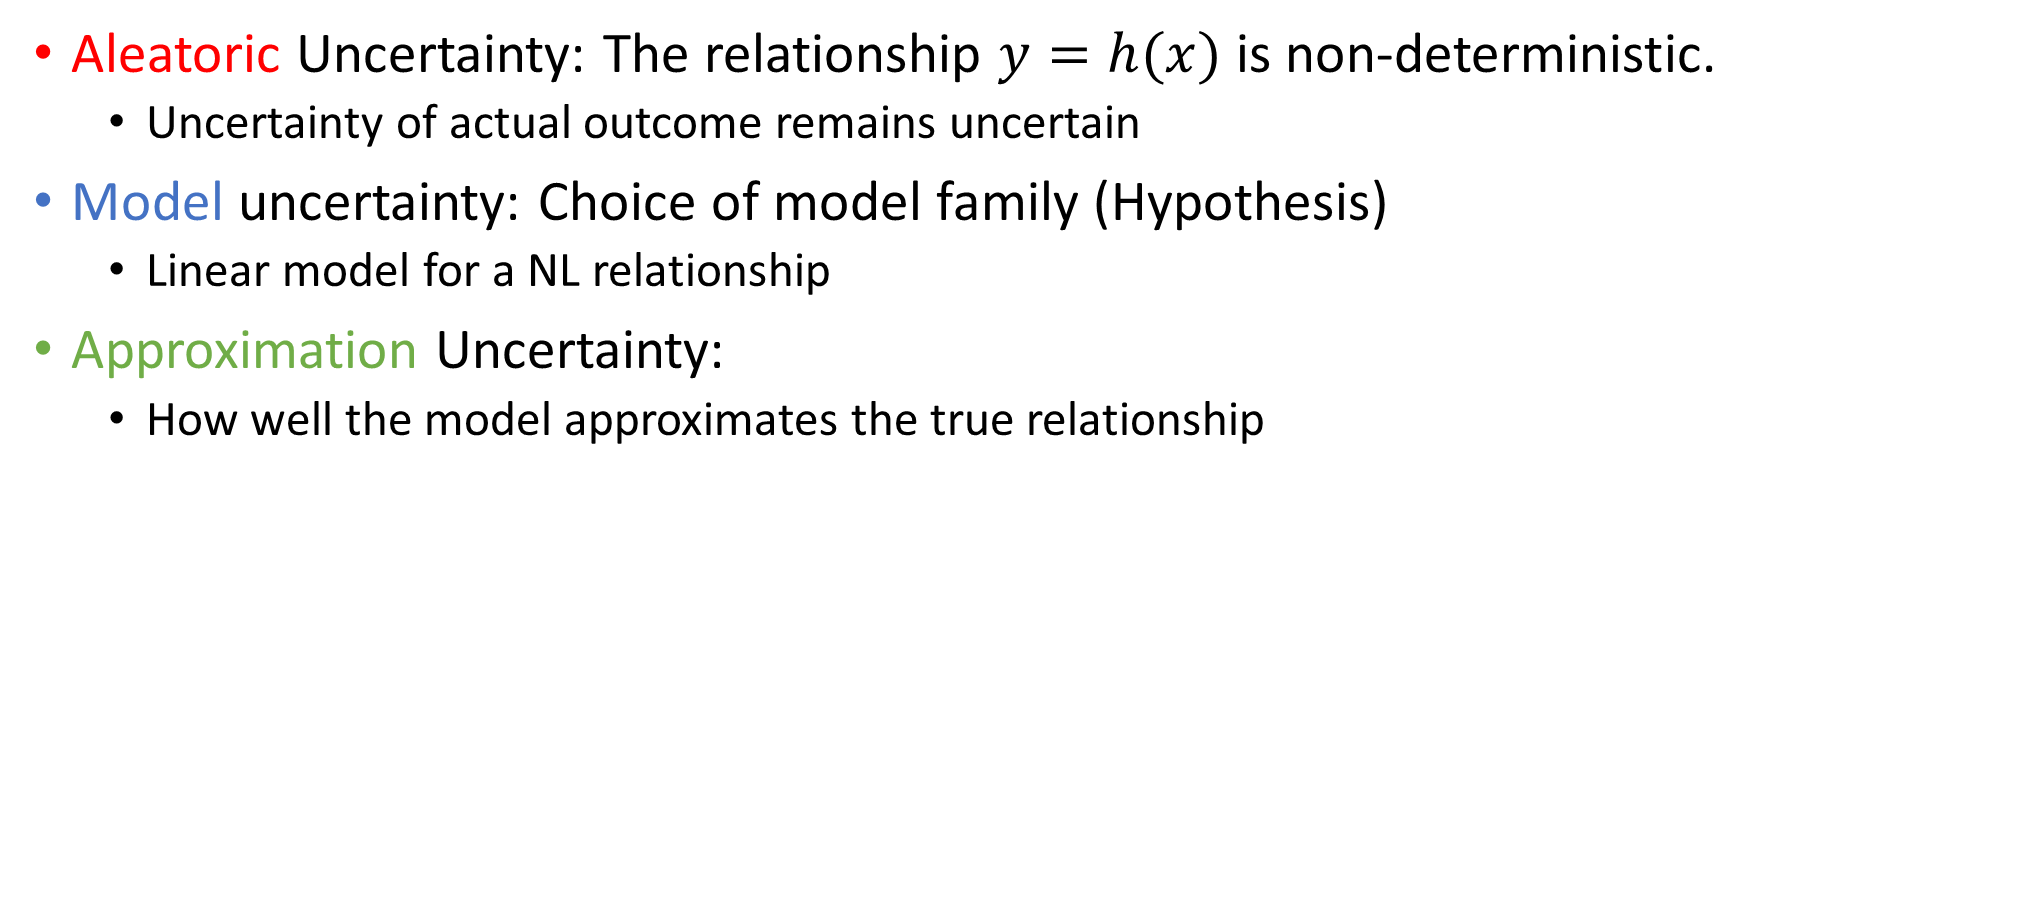 • Aleatoric Uncertainty: The relationship y = h(x) is non-deterministic.
• Uncertainty of actual outcome remains uncertain
• Model uncertainty: Choice of model family (Hypothesis)
• Linear model for a NL relationship
• Approximation Uncertainty:
• How well the model approximates the true relationship